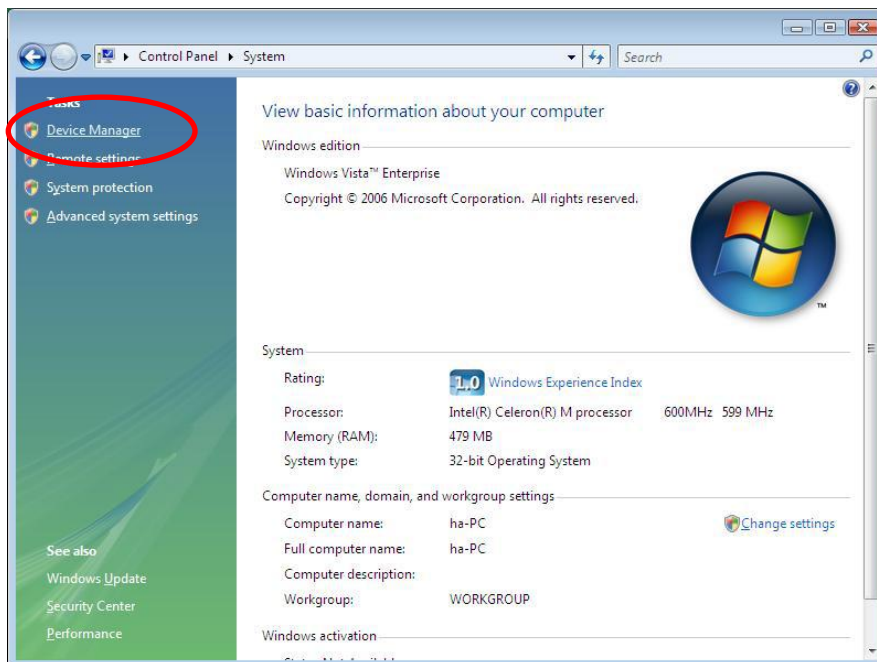 Control Panel ▸ System
Search
Tasks
Device Manager
Remote settings
System protection
Advanced system settings
See also
Windows Update
Security Center
Performance
View basic information about your computer
Windows edition
Windows Vista™ Enterprise
Copyright © 2006 Microsoft Corporation. All rights reserved.
TM
System
Rating: 1.0 Windows Experience Index
Processor: Intel(R) Celeron(R) M processor 600MHz 599 MHz
Memory (RAM): 479 MB
System type: 32-bit Operating System
Computer name, domain, and workgroup settings
Computer name: ha-PC Change settings
Full computer name: ha-PC
Computer description:
Workgroup: WORKGROUP
Windows activation